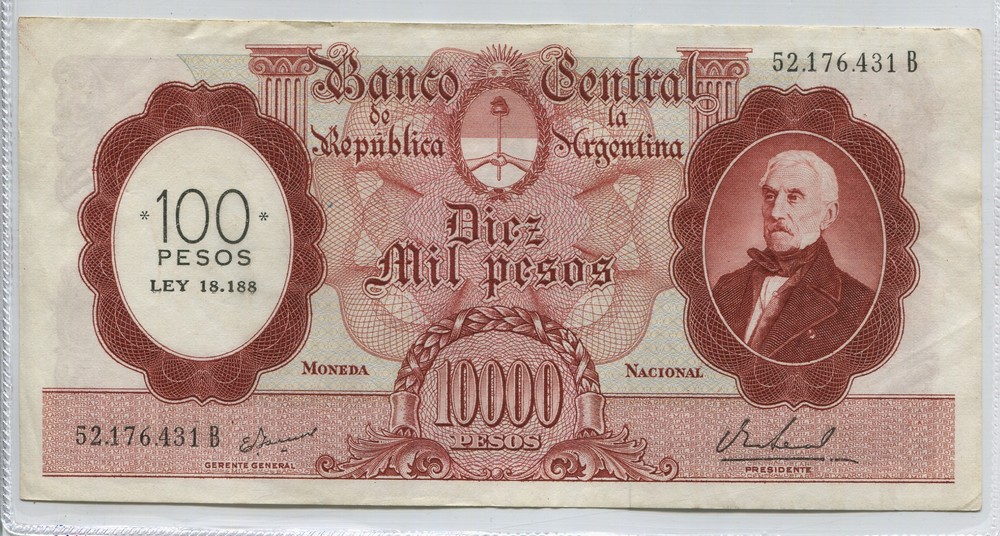 52.176.431 B
Banco Central
de la
República Argentina
*100*
PESOS
LEY 18.188
Diez
Mil pesos
MONEDA NACIONAL
10000
PESOS
52.176.431 B
GERENTE GENERAL
PRESIDENTE